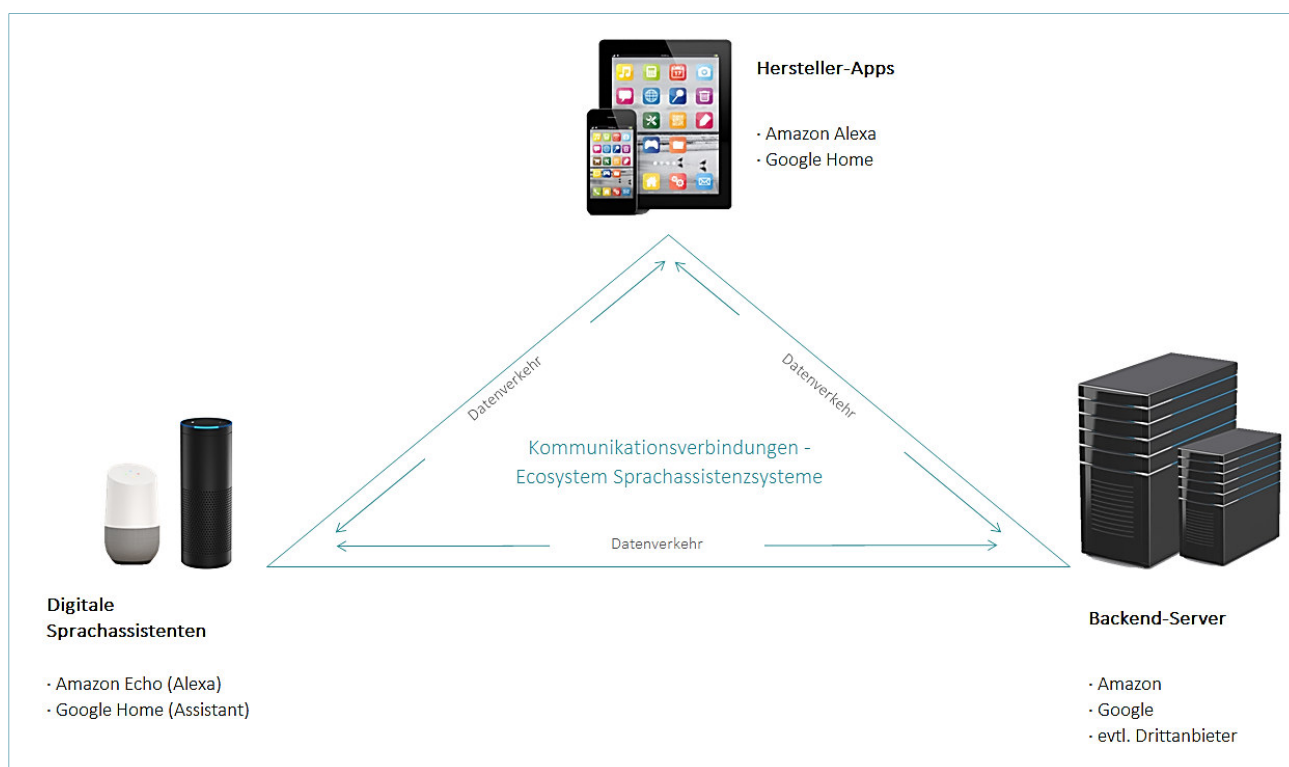 Hersteller-Apps
· Amazon Alexa
· Google Home
Datenverkehr
Datenverkehr
Kommunikationsverbindungen -
Ecosystem Sprachassistenzsysteme
Datenverkehr
Digitale
Sprachassistenten
· Amazon Echo (Alexa)
· Google Home (Assistant)
Backend-Server
· Amazon
· Google
· evtl. Drittanbieter